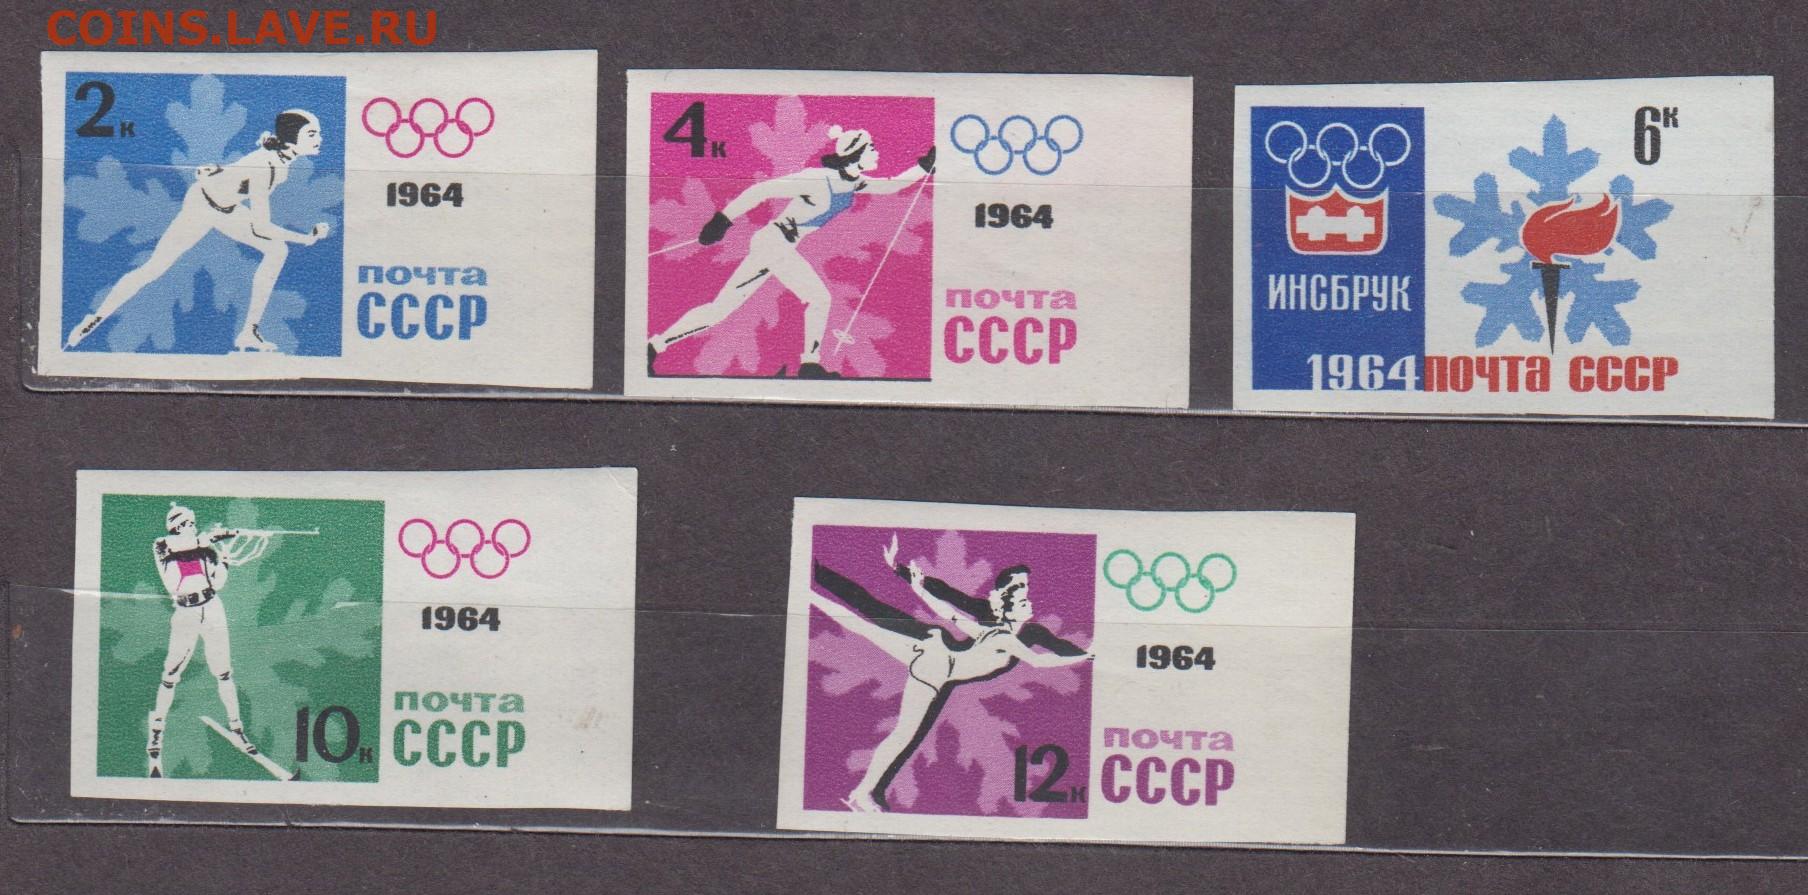 COINS.LAVE.RU
2к
1964
почта
СССР
4к
1964
почта
СССР
6к
ИНСБРУК
1964 ПОЧТА СССР
1964
почта
10к СССР
1964
почта
12к СССР